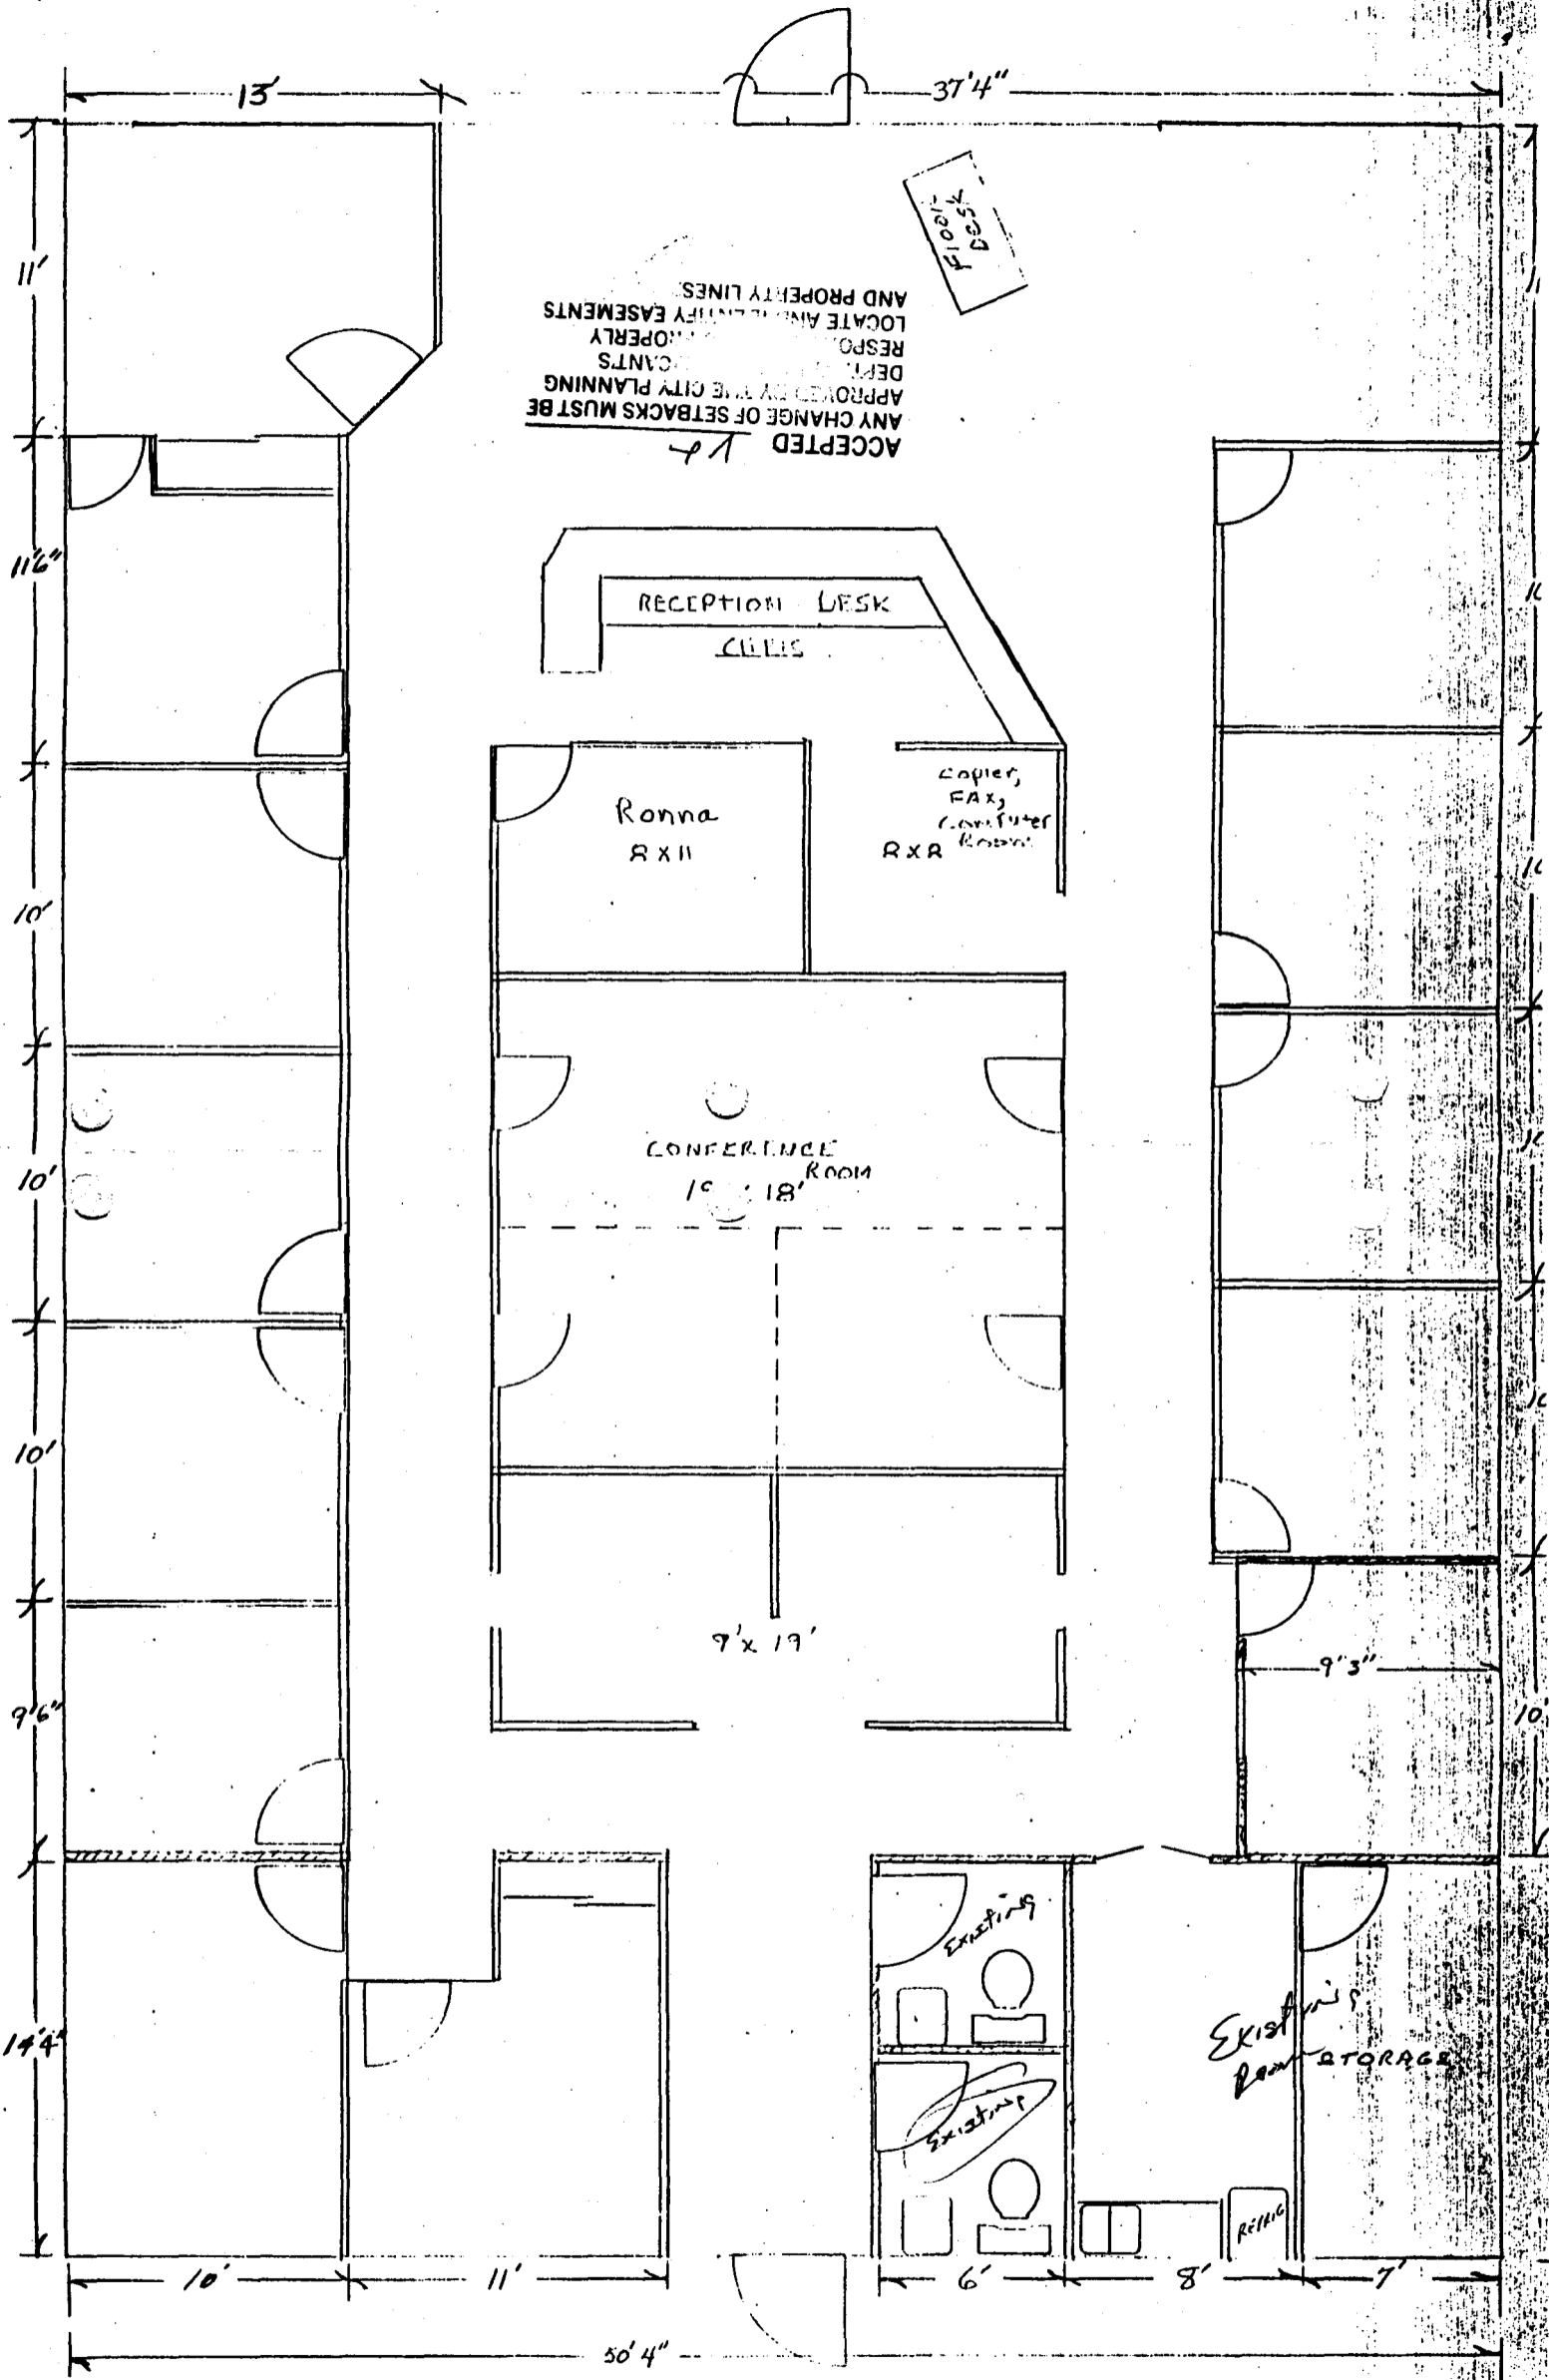 13'
37'4"
Floor
DESK
11'
ACCEPTED
ANY CHANGE OF SETBACKS MUST BE
APPROVED BY THE CITY PLANNING
DEPT.
PROPERLY
LOCATE AND IDENTIFY EASEMENTS
AND PROPERTY LINES.
11'6"
RECEPTION DESK
Ronna
8 X 11
Copier,
FAX,
Computer
Room
8 X 8
10'
CONFERENCE
ROOM
18'
10'
10'
9' x 19'
9'3"
9'6"
10'
Existing
14'4"
Existing
Room STORAGE
Existing
REFRIG
10'
11'
6'
8'
7'
50'4"